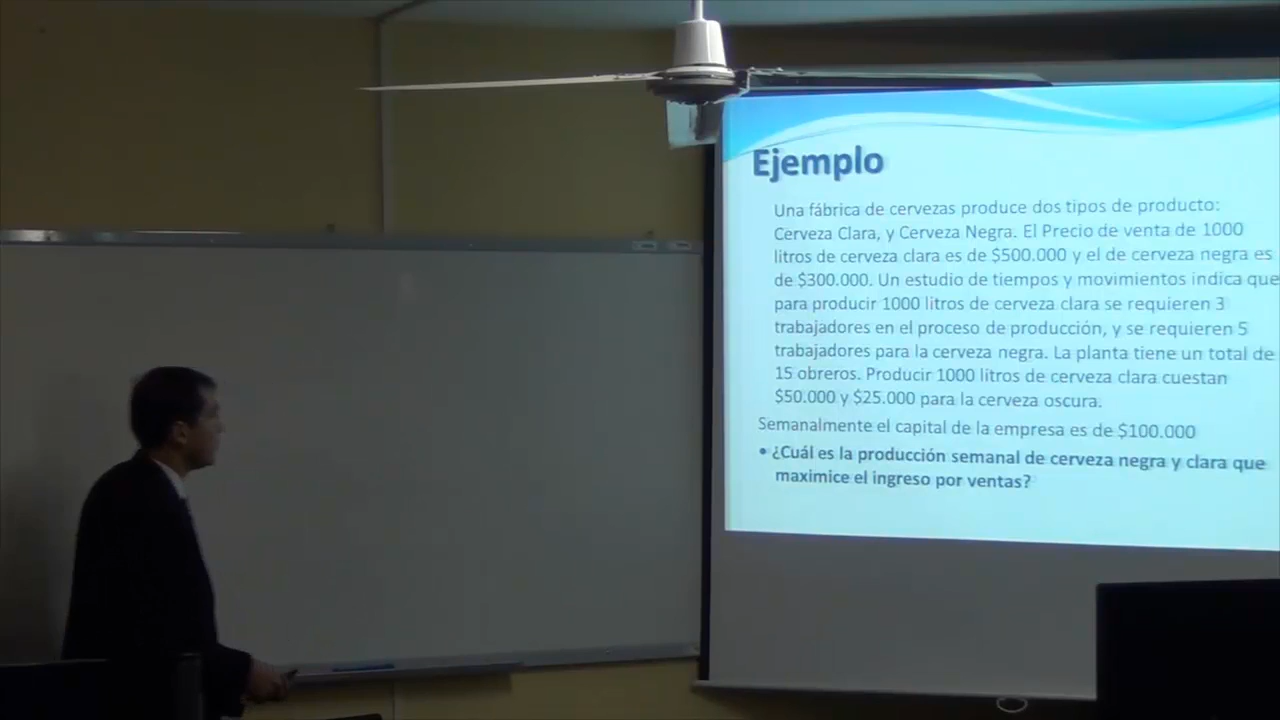 Ejemplo
Una fábrica de cervezas produce dos tipos de producto:
Cerveza Clara, y Cerveza Negra. El Precio de venta de 1000
litros de cerveza clara es de $500.000 y el de cerveza negra es
de $300.000. Un estudio de tiempos y movimientos indica que
para producir 1000 litros de cerveza clara se requieren 3
trabajadores en el proceso de producción, y se requieren 5
trabajadores para la cerveza negra. La planta tiene un total de
15 obreros. Producir 1000 litros de cerveza clara cuestan
$50.000 y $25.000 para la cerveza oscura.
Semanalmente el capital de la empresa es de $100.000
• ¿Cuál es la producción semanal de cerveza negra y clara que
maximice el ingreso por ventas?